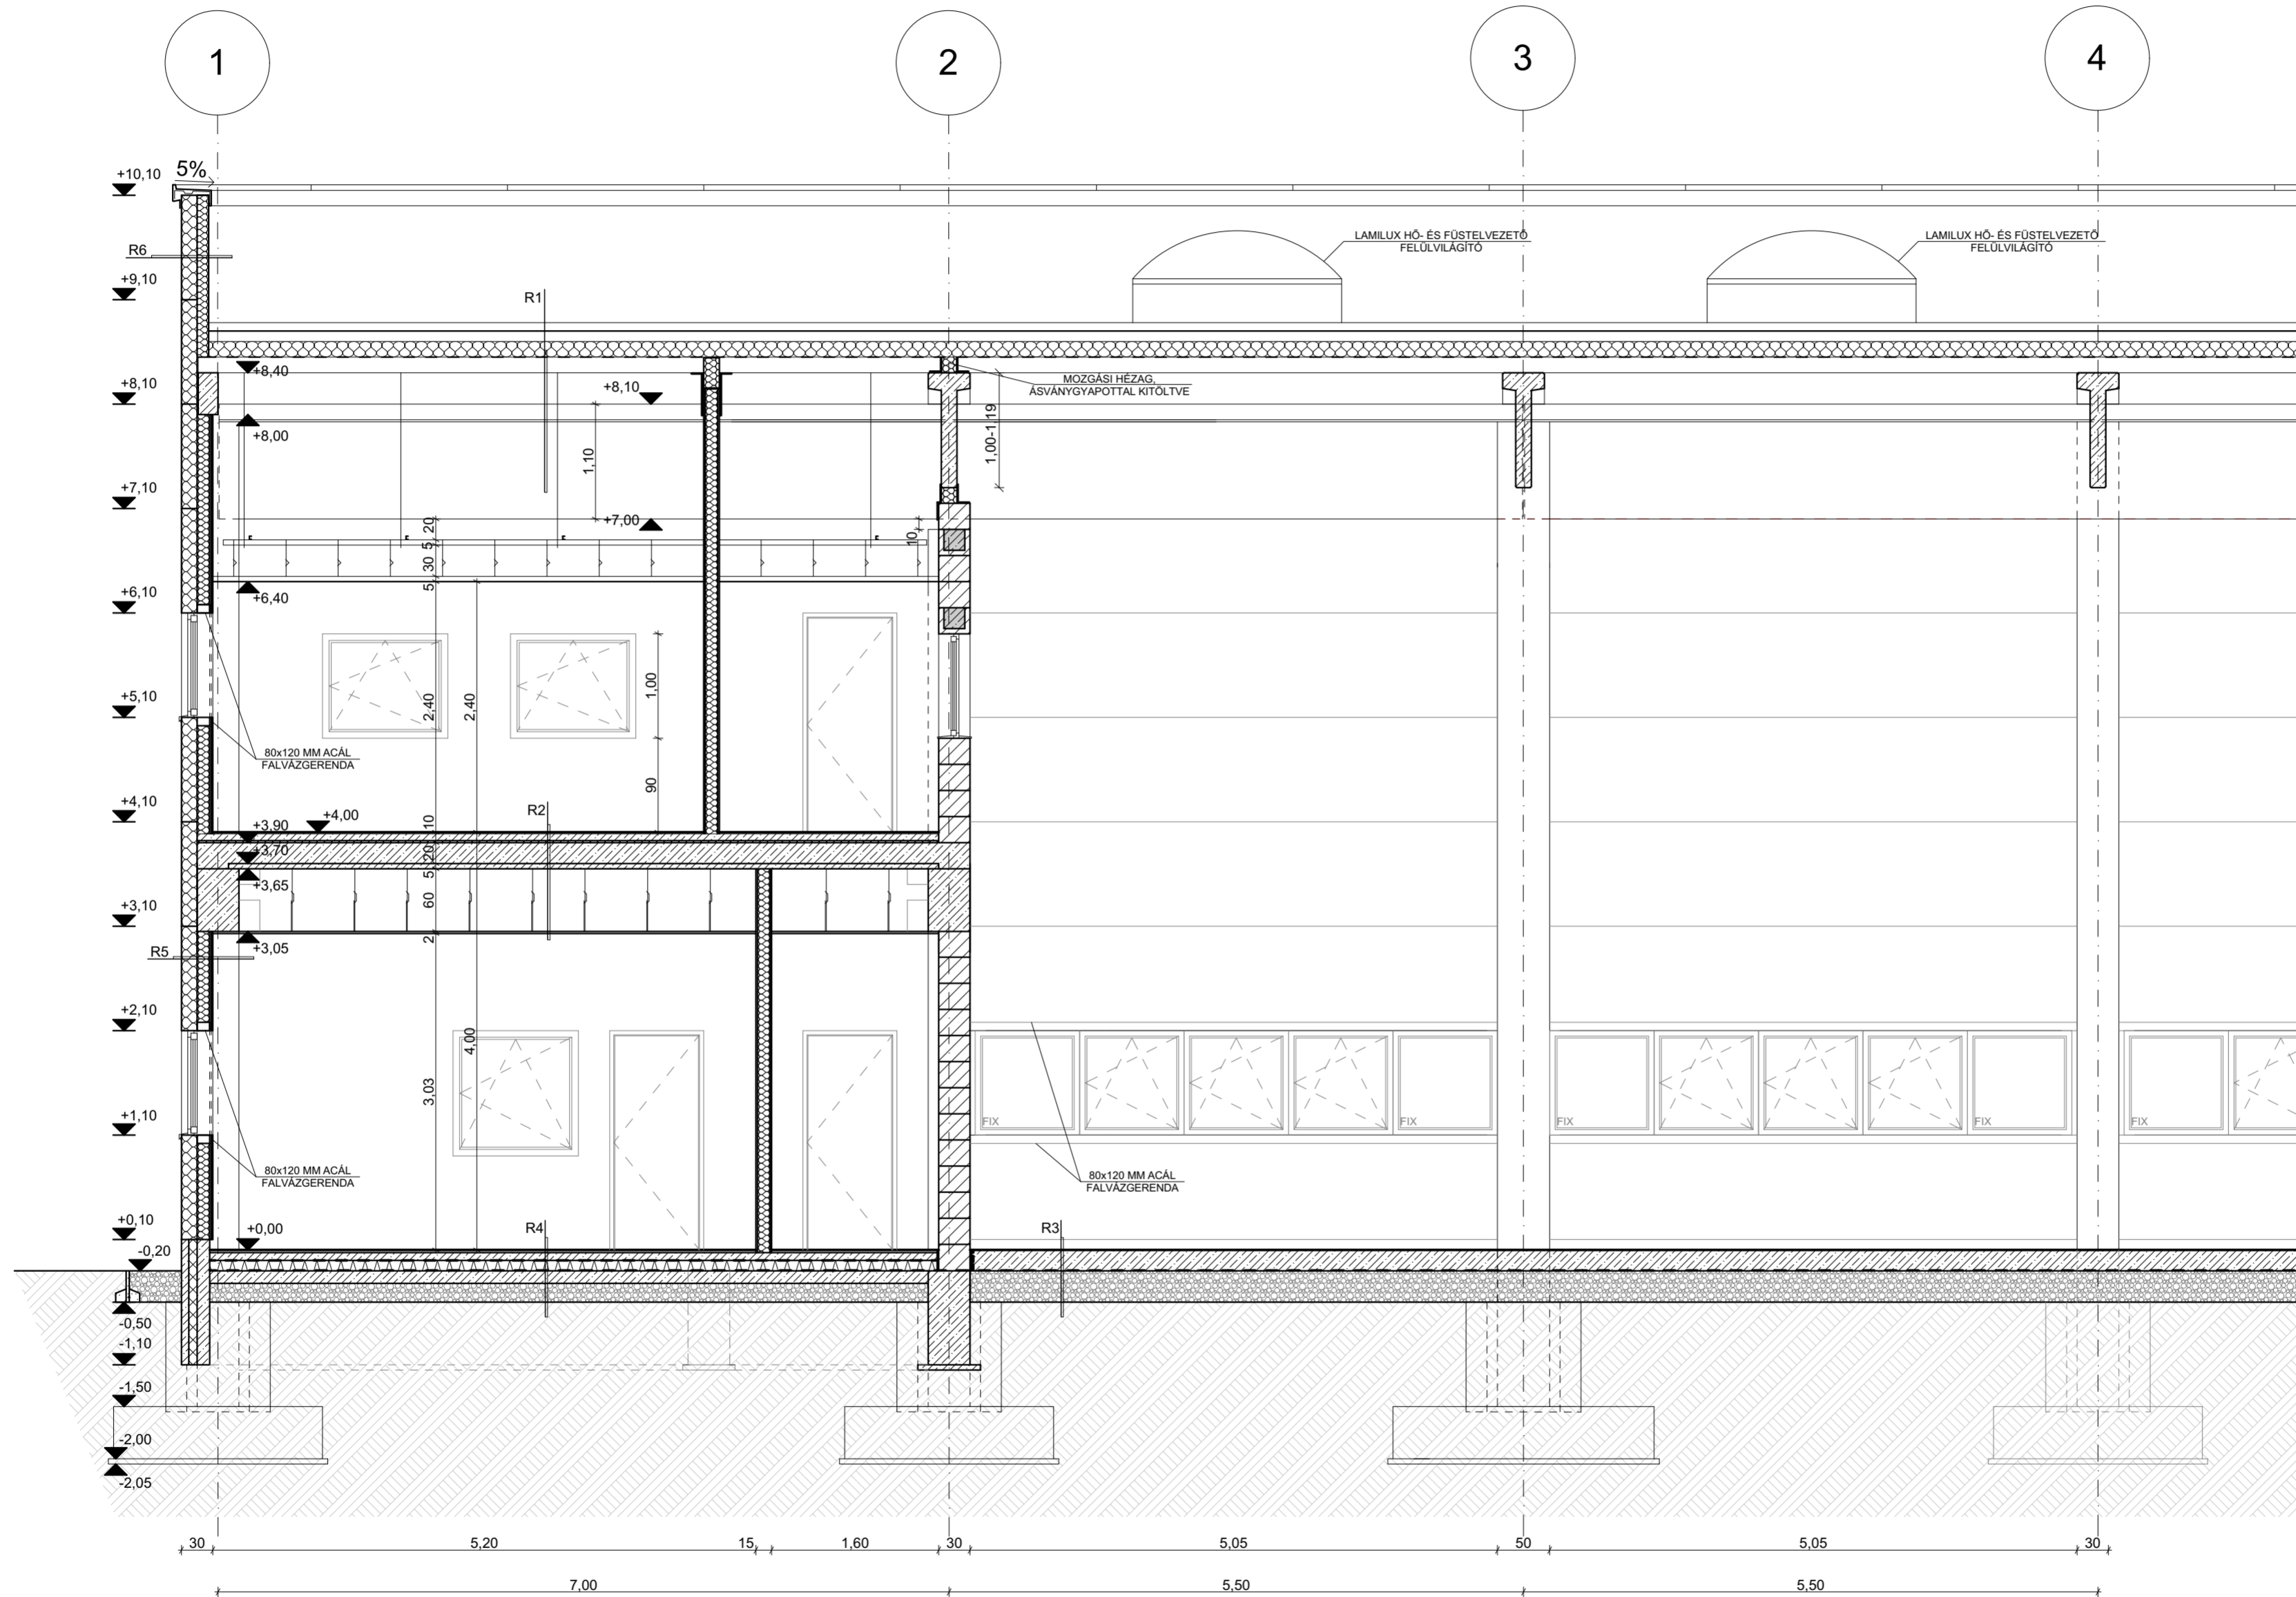 1
2
3
4
+10,10
5%
LAMILUX HŐ- ÉS FÜSTELVEZETŐ
FELÜLVILÁGÍTÓ
LAMILUX HŐ- ÉS FÜSTELVEZETŐ
FELÜLVILÁGÍTÓ
R6
+9,10
R1
+8,40
+8,10
+8,10
MOZGÁSI HÉZAG,
ÁSVÁNYGYAPOTTAL KITÖLTVE
+8,00
1,10
1,00-1,19
+7,10
+7,00
20
5
10
30
5
+6,10
+6,40
+5,10
2,40
2,40
1,00
80x120 MM ACÁL
FALVÁZGERENDA
90
+4,10
+3,90
+4,00
10
R2
+3,70
20
5
+3,65
60
+3,10
2
+3,05
R5
+2,10
4,00
3,03
+1,10
FIX
FIX
FIX
FIX
FIX
80x120 MM ACÁL
FALVÁZGERENDA
80x120 MM ACÁL
FALVÁZGERENDA
+0,10
+0,00
R4
R3
-0,20
-0,50
-1,10
-1,50
-2,00
-2,05
30
5,20
15
1,60
30
5,05
50
5,05
30
7,00
5,50
5,50